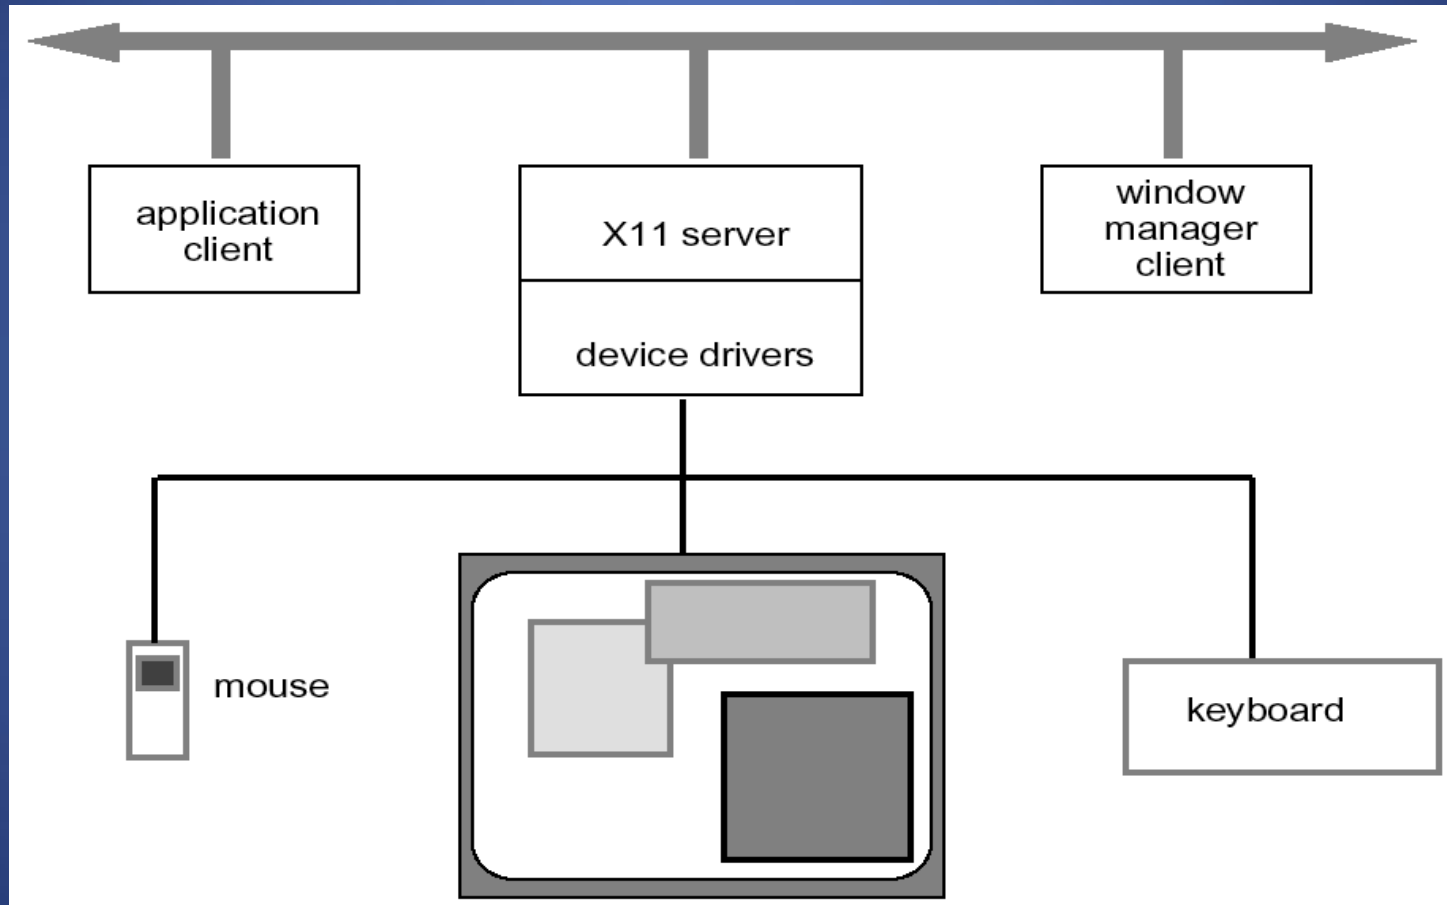 application
client
X11 server
window
manager
client
device drivers
mouse
keyboard